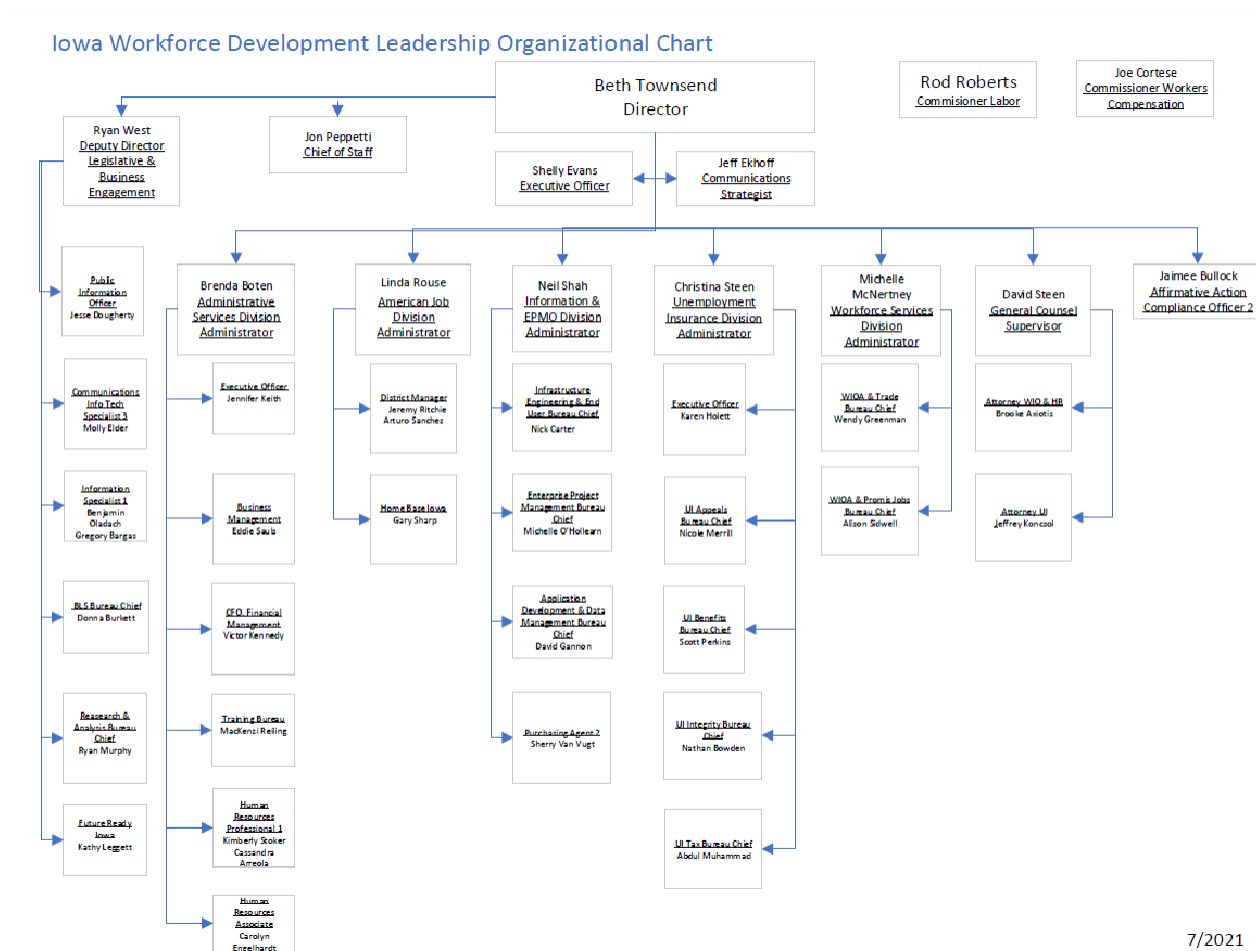 Iowa Workforce Development Leadership Organizational Chart
Beth Townsend
Director
Rod Roberts
Commisioner Labor
Joe Cortese
Commissioner Workers
Compensation
Ryan West
Deputy Director
Legislative &
Business
Engagement
Jon Peppetti
Chief of Staff
Shelly Evans
Executive Officer
Jeff Ekhoff
Communications
Strategist
Public
Information
Officer
Jesse Dougherty
Communications
Info Tech
Specialist 3
Molly Elder
Information
Specialist 1
Benjamin
Oladach
Gregory Bargas
BLS Bureau Chief
Donna Burkett
Reasearch &
Analysis Bureau
Chief
Ryan Murphy
Future Ready
Iowa
Kathy Leggett
Brenda Boten
Administrative
Services Division
Administrator
Executive Officer
Jennifer Keith
Business
Management
Eddie Sauls
CFO, Financial
Management
Victor Kennedy
Training Bureau
MacKenzi Reiling
Human
Resources
Professional 1
Kimberly Stoker
Cassandra
Arreola
Human
Resources
Associate
Carolyn
Engelhardt
Linda Rouse
American Job
Division
Administrator
District Manager
Jeremy Ritchie
Arturo Sanchez
Home Base Iowa
Gary Sharp
Neil Shah
Information &
EPMO Division
Administrator
Infrastructure
Engineering & End
User Bureau Chief
Nick Carter
Enterprise Project
Management Bureau
Chief
Michelle O'Hollearn
Application
Development & Data
Management Bureau
Chief
David Gannon
Purchasing Agent 2
Sherry Van Vugt
Christina Steen
Unemployment
Insurance Division
Administrator
Executive Officer
Karen Holett
UI Appeals
Bureau Chief
Nicole Merrill
UI Benefits
Bureau Chief
Scott Perkins
UI Integrity Bureau
Chief
Nathan Bowden
UI Tax Bureau Chief
Abdul Muhammad
Michelle
McNertney
Workforce Services
Division
Administrator
WIOA & Trade
Bureau Chief
Wendy Greenman
WIOA & Promis Jobs
Bureau Chief
Alison Sidwell
David Steen
General Counsel
Supervisor
Attorney WIO & HR
Brooke Axiotis
Attorney UI
Jeffrey Koncsol
Jaimee Bullock
Affirmative Action
Compliance Officer 2
7/2021